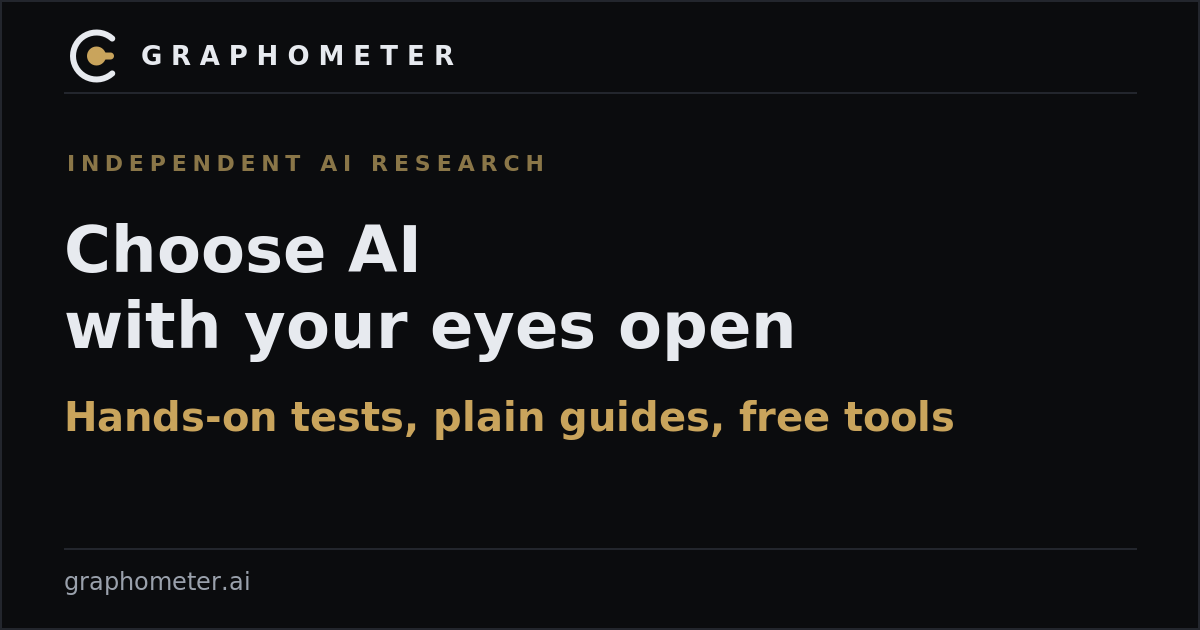 GRAPHOMETER
INDEPENDENT AI RESEARCH
Choose AI
with your eyes open
Hands-on tests, plain guides, free tools
graphometer.ai